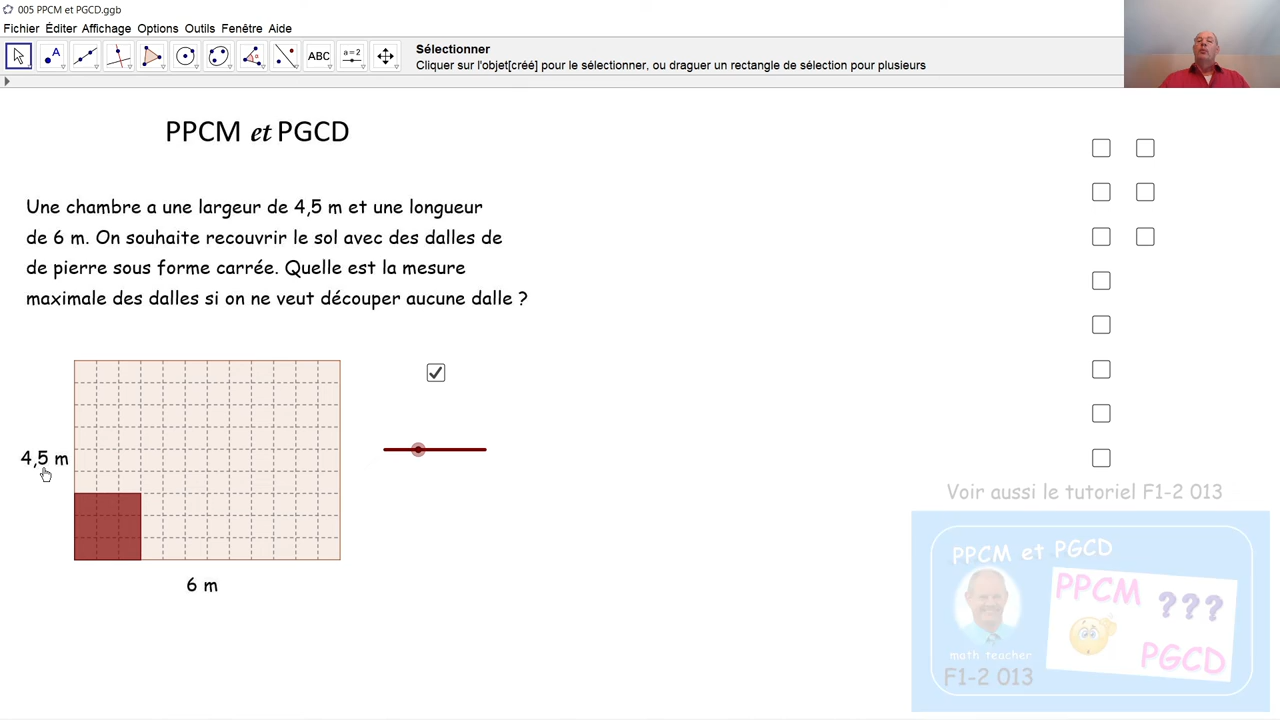 005 PPCM et PGCD.ggb
Fichier Éditer Affichage Options Outils Fenêtre Aide
A
ABC
a=2
Sélectionner
Cliquer sur l'objet[créé] pour le sélectionner, ou draguer un rectangle de sélection pour plusieurs
PPCM et PGCD
Une chambre a une largeur de 4,5 m et une longueur
de 6 m. On souhaite recouvrir le sol avec des dalles de
de pierre sous forme carrée. Quelle est la mesure
maximale des dalles si on ne veut découper aucune dalle ?
4,5 m
6 m
Voir aussi le tutoriel F1-2 013
PPCM et PGCD
PPCM
???
math teacher
PGCD
F1-2 013